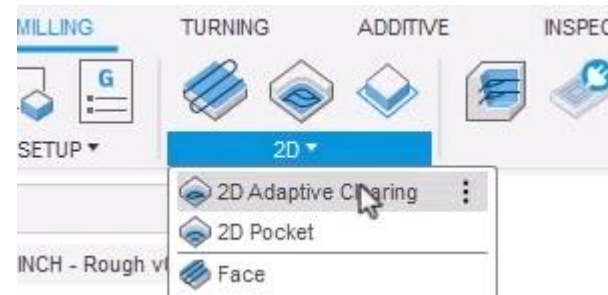 MILLING TURNING ADDITIVE INSPEC
G
SETUP 2D
2D Adaptive Clearing
2D Pocket
INCH - Rough v
Face